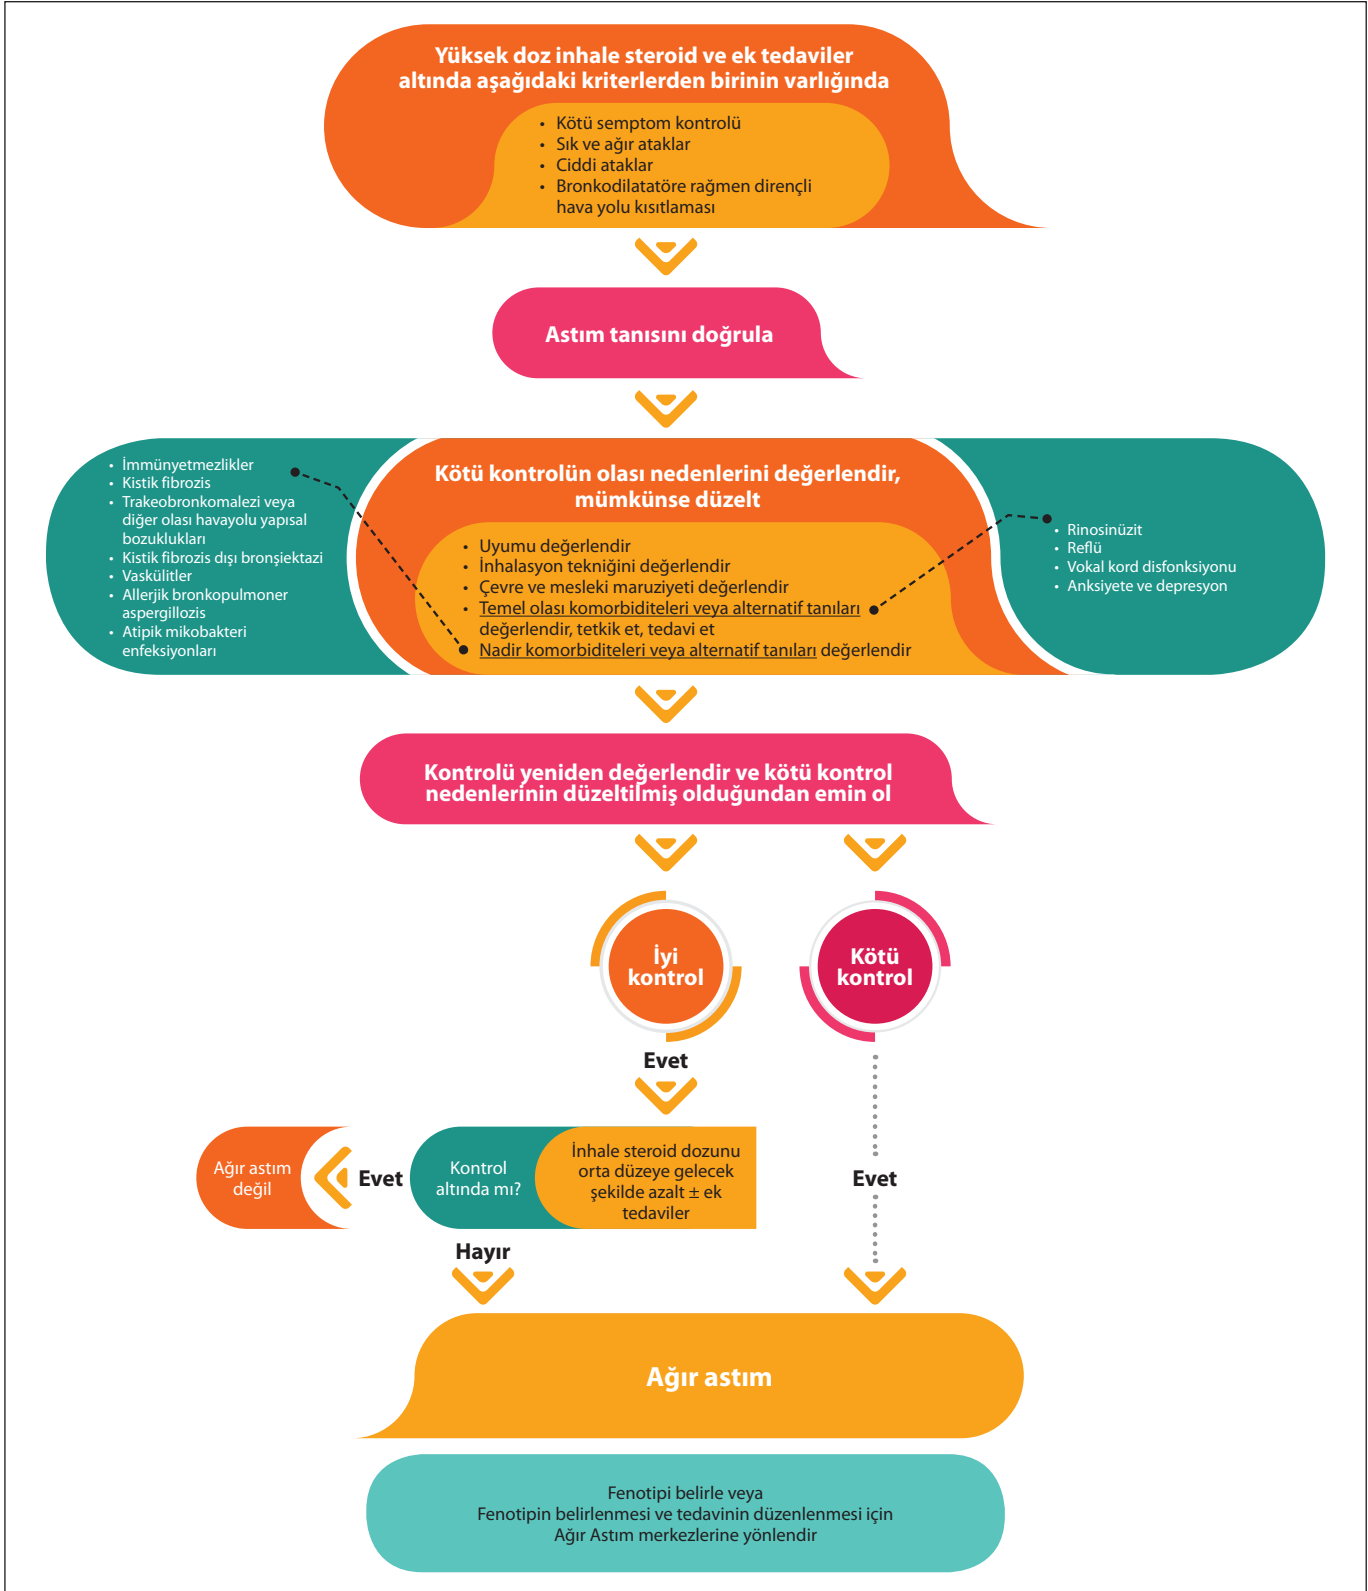 Yüksek doz inhale steroid ve ek tedaviler
altında aşağıdaki kriterlerden birinin varlığında
• Kötü semptom kontrolü
• Sık ve ağır ataklar
• Ciddi ataklar
• Bronkodilatatöre rağmen dirençli
hava yolu kısıtlaması
Astım tanısını doğrula
• İmmünyetmezlikler
• Kistik fibrozis
• Trakeobronkomalezi veya
diğer olası havayolu yapısal
bozuklukları
• Kistik fibrozis dışı bronşiektazi
• Vaskülitler
• Allerjik bronkopulmoner
aspergillozis
• Atipik mikobakteri
enfeksiyonları
Kötü kontrolün olası nedenlerini değerlendir,
mümkünse düzelt
• Uyumu değerlendir
• İnhalasyon tekniğini değerlendir
• Çevre ve mesleki maruziyeti değerlendir
• Temel olası komorbiditeleri veya alternatif tanıları
değerlendir, tetkik et, tedavi et
• Nadir komorbiditeleri veya alternatif tanıları değerlendir
• Rinosinüzit
• Reflü
• Vokal kord disfonksiyonu
• Anksiyete ve depresyon
Kontrolü yeniden değerlendir ve kötü kontrol
nedenlerinin düzeltilmiş olduğundan emin ol
İyi
kontrol
Kötü
kontrol
Evet
Ağır astım
değil
Evet
Kontrol
altında mı?
İnhale steroid dozunu
orta düzeye gelecek
şekilde azalt ± ek
tedaviler
Evet
Hayır
Ağır astım
Fenotipi belirle veya
Fenotipin belirlenmesi ve tedavinin düzenlenmesi için
Ağır Astım merkezlerine yönlendir